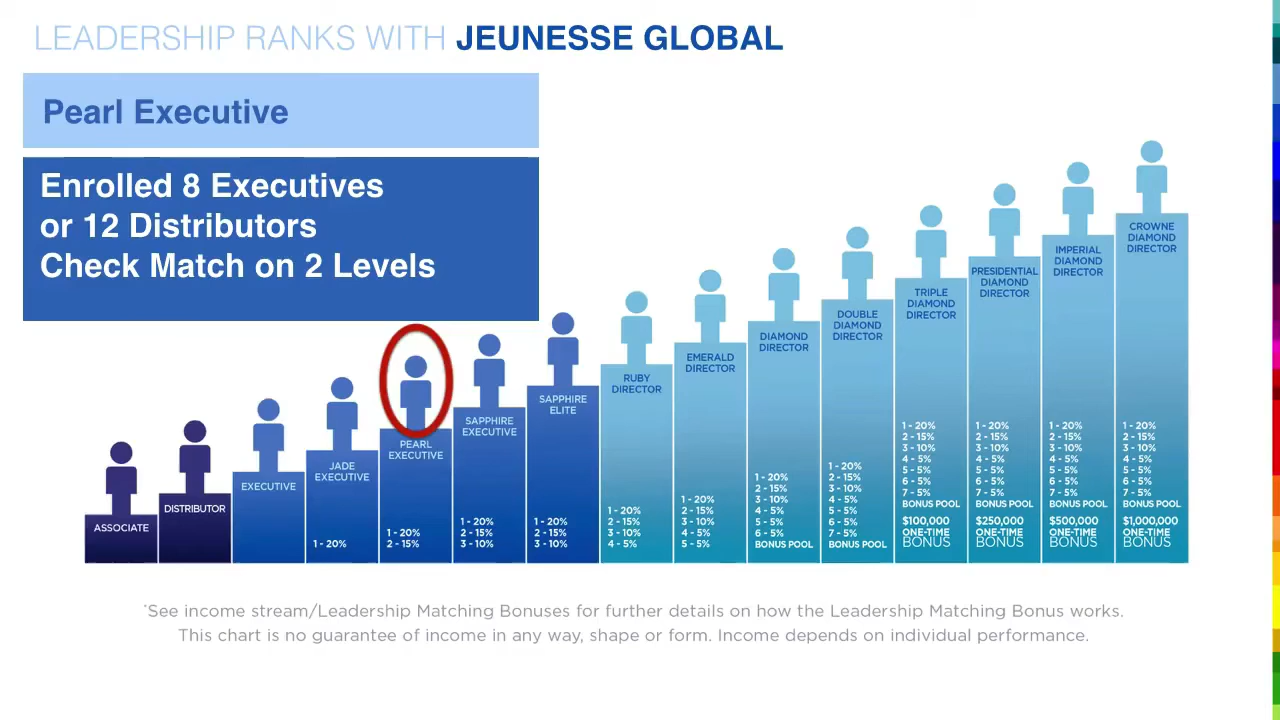 LEADERSHIP RANKS WITH JEUNESSE GLOBAL
Pearl Executive
Enrolled 8 Executives
or 12 Distributors
Check Match on 2 Levels
ASSOCIATE
DISTRIBUTOR
EXECUTIVE
JADE
EXECUTIVE
1 - 20%
PEARL
EXECUTIVE
1 - 20%
2 - 15%
SAPPHIRE
EXECUTIVE
1 - 20%
2 - 15%
3 - 10%
SAPPHIRE
ELITE
1 - 20%
2 - 15%
3 - 10%
RUBY
DIRECTOR
1 - 20%
2 - 15%
3 - 10%
4 - 5%
EMERALD
DIRECTOR
1 - 20%
2 - 15%
3 - 10%
4 - 5%
5 - 5%
DIAMOND
DIRECTOR
1 - 20%
2 - 15%
3 - 10%
4 - 5%
5 - 5%
6 - 5%
BONUS POOL
DOUBLE
DIAMOND
DIRECTOR
1 - 20%
2 - 15%
3 - 10%
4 - 5%
5 - 5%
6 - 5%
7 - 5%
BONUS POOL
TRIPLE
DIAMOND
DIRECTOR
1 - 20%
2 - 15%
3 - 10%
4 - 5%
5 - 5%
6 - 5%
7 - 5%
BONUS POOL
$100,000
ONE-TIME
BONUS
PRESIDENTIAL
DIAMOND
DIRECTOR
1 - 20%
2 - 15%
3 - 10%
4 - 5%
5 - 5%
6 - 5%
7 - 5%
BONUS POOL
$250,000
ONE-TIME
BONUS
IMPERIAL
DIAMOND
DIRECTOR
1 - 20%
2 - 15%
3 - 10%
4 - 5%
5 - 5%
6 - 5%
7 - 5%
BONUS POOL
$500,000
ONE-TIME
BONUS
CROWNE
DIAMOND
DIRECTOR
1 - 20%
2 - 15%
3 - 10%
4 - 5%
5 - 5%
6 - 5%
7 - 5%
BONUS POOL
$1,000,000
ONE-TIME
BONUS
*See income stream/Leadership Matching Bonuses for further details on how the Leadership Matching Bonus works.
This chart is no guarantee of income in any way, shape or form. Income depends on individual performance.